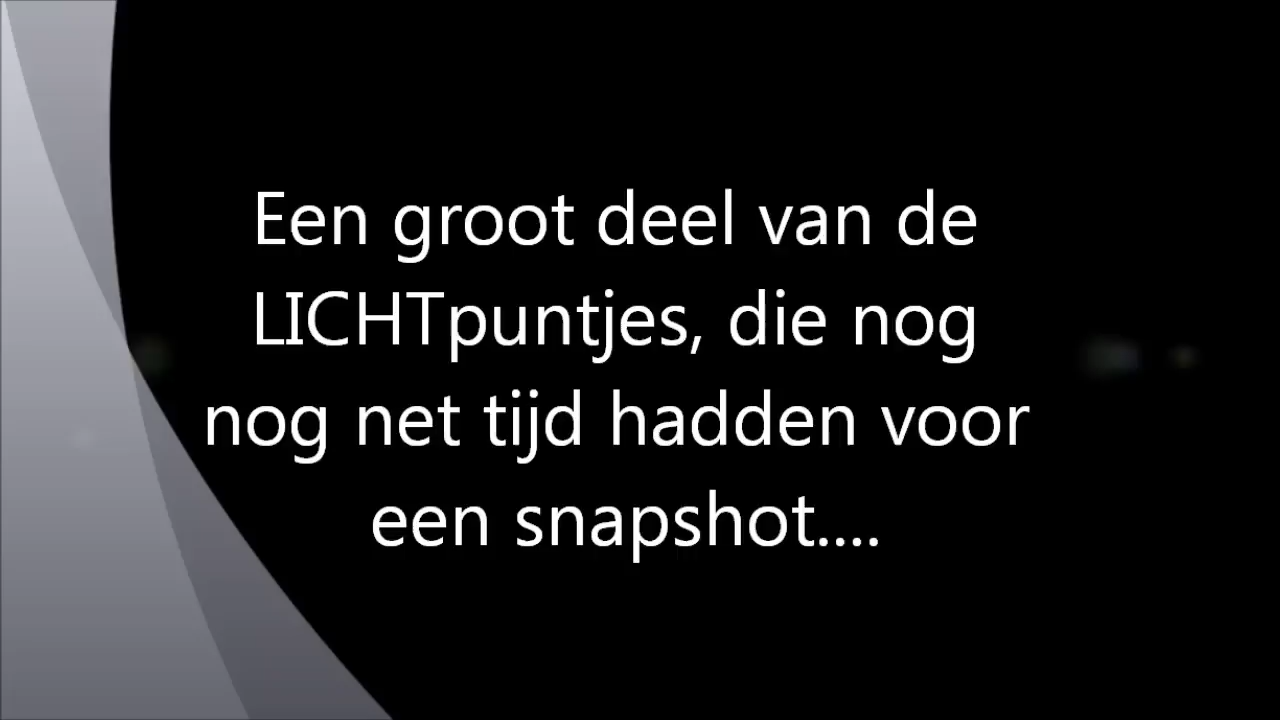 Een groot deel van de
LICHTpuntjes, die nog
nog net tijd hadden voor
een snapshot....